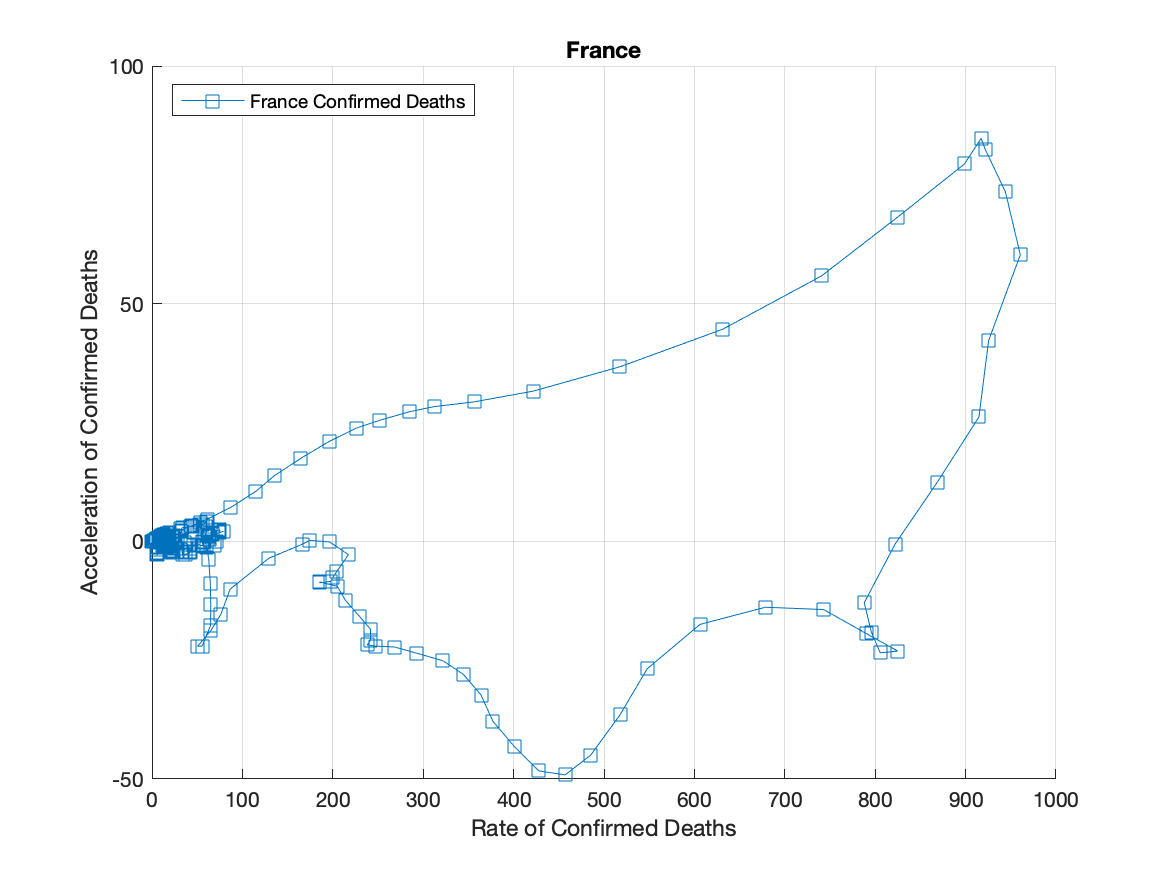 France
100
France Confirmed Deaths
50
0
-50
Acceleration of Confirmed Deaths
0 100 200 300 400 500 600 700 800 900 1000
Rate of Confirmed Deaths